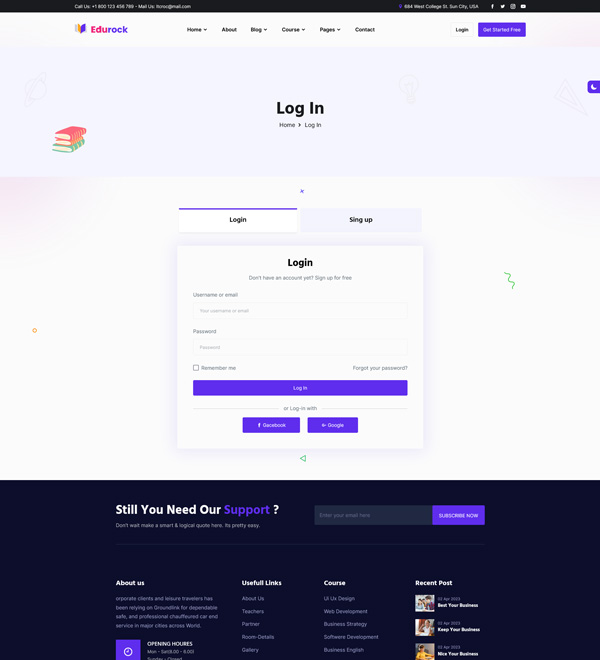 Call Us: +1 800 123 456 789 - Mail Us: Itcroc@mail.com
684 West College St. Sun City, USA
Edurock
Home
About
Blog
Course
Pages
Contact
Login
Get Started Free
Log In
Home > Log In
Login
Sing up
Login
Don't have an account yet? Sign up for free
Username or email
Your username or email
Password
Password
Remember me
Forgot your password?
Log In
or Log-in with
Gacebook
Google
Still You Need Our Support ?
Don't wait make a smart & logical quote here. Its pretty easy.
Enter your email here
SUBSCRIBE NOW
About us
orporate clients and leisure travelers has
been relying on Groundlink for dependable
safe, and professional chauffeured car end
service in major cities across World.
OPENING HOURES
Mon - Sat(8.00 - 6.00)
Sunday - Closed
Usefull Links
About Us
Teachers
Partner
Room-Details
Gallery
Course
Ui Ux Design
Web Development
Business Strategy
Softwere Development
Business English
Recent Post
02 Apr 2023
Best Your Business
02 Apr 2023
Keep Your Business
02 Apr 2023
Nice Your Business